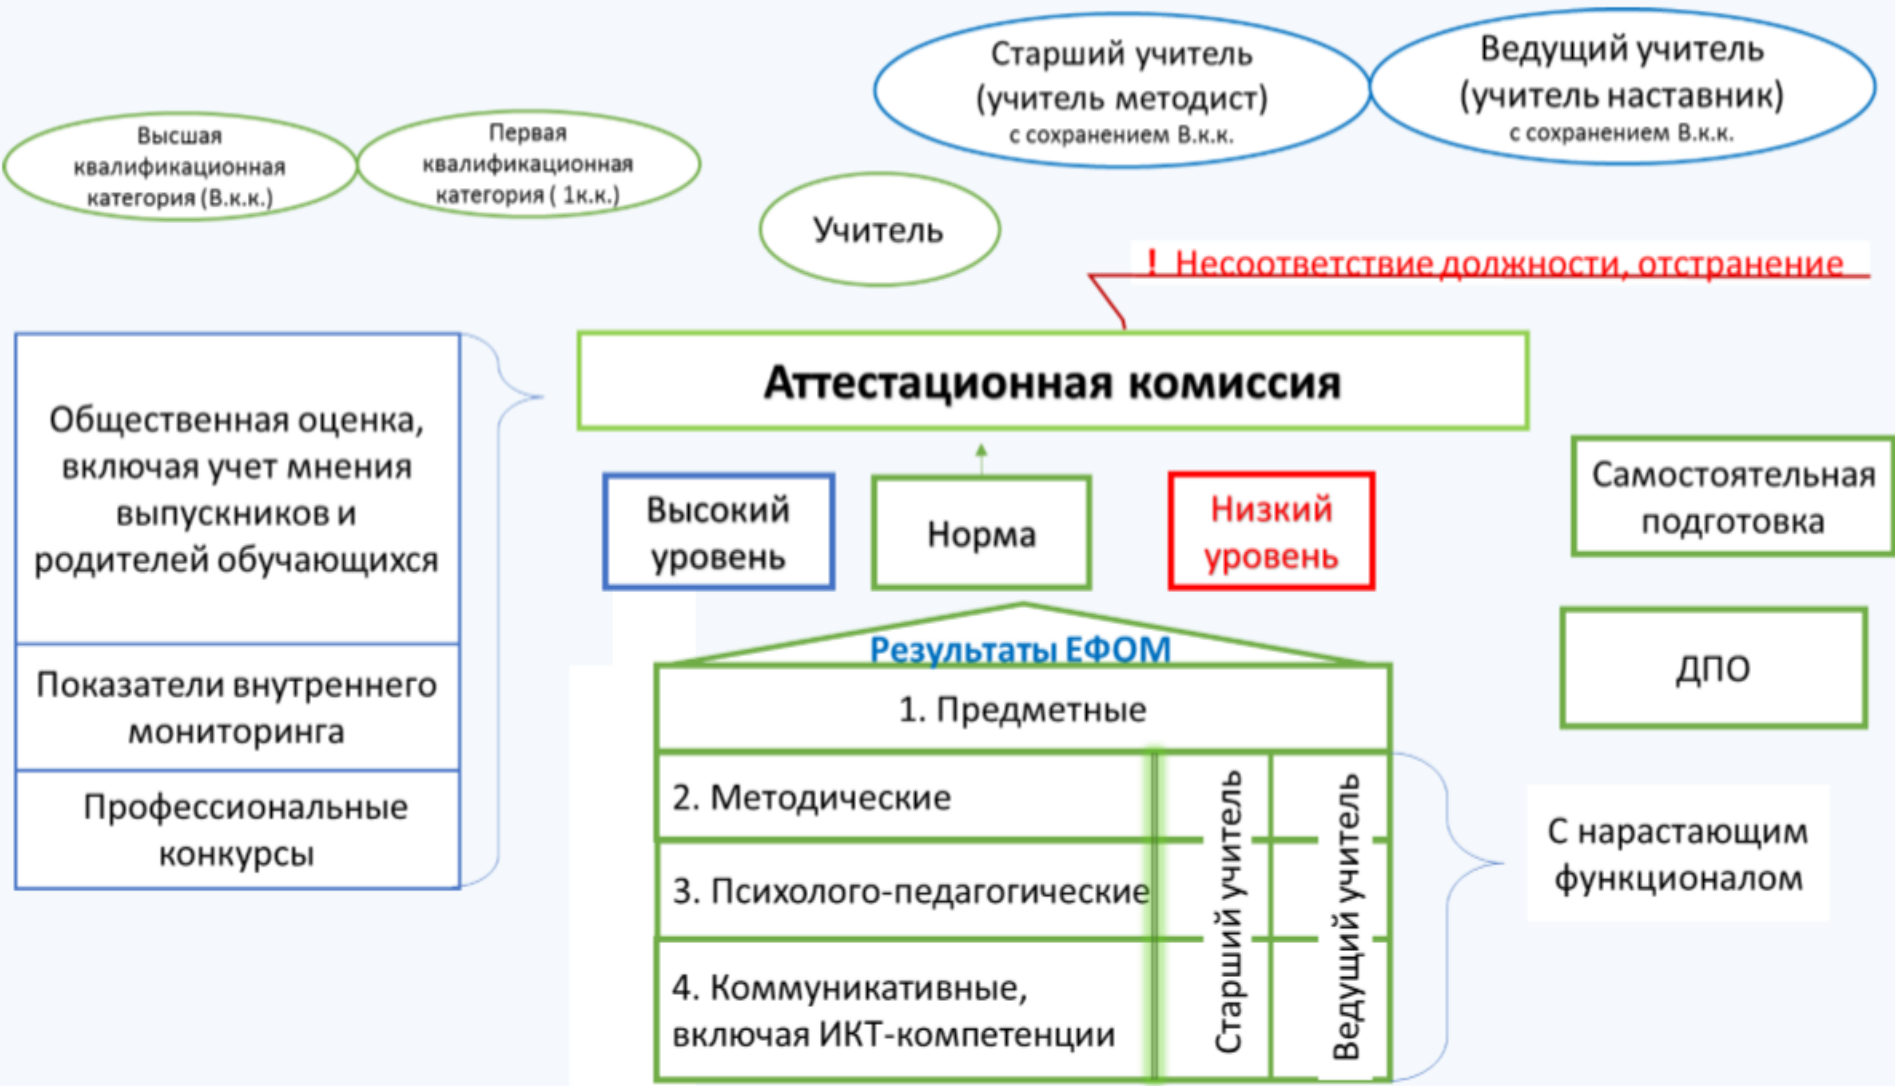 Старший учитель
(учитель методист)
с сохранением В.к.к.
Ведущий учитель
(учитель наставник)
с сохранением В.к.к.
Высшая
квалификационная
категория (В.к.к.)
Первая
квалификационная
категория ( 1к.к.)
Учитель
! Несоответствие должности, отстранение
Аттестационная комиссия
Общественная оценка,
включая учет мнения
выпускников и
родителей обучающихся
Показатели внутреннего
мониторинга
Профессиональные
конкурсы
Высокий
уровень
Норма
Низкий
уровень
Самостоятельная
подготовка
ДПО
Результаты ЕФОМ
1. Предметные
2. Методические
3. Психолого-педагогические
4. Коммуникативные,
включая ИКТ-компетенции
Старший учитель
Ведущий учитель
С нарастающим
функционалом